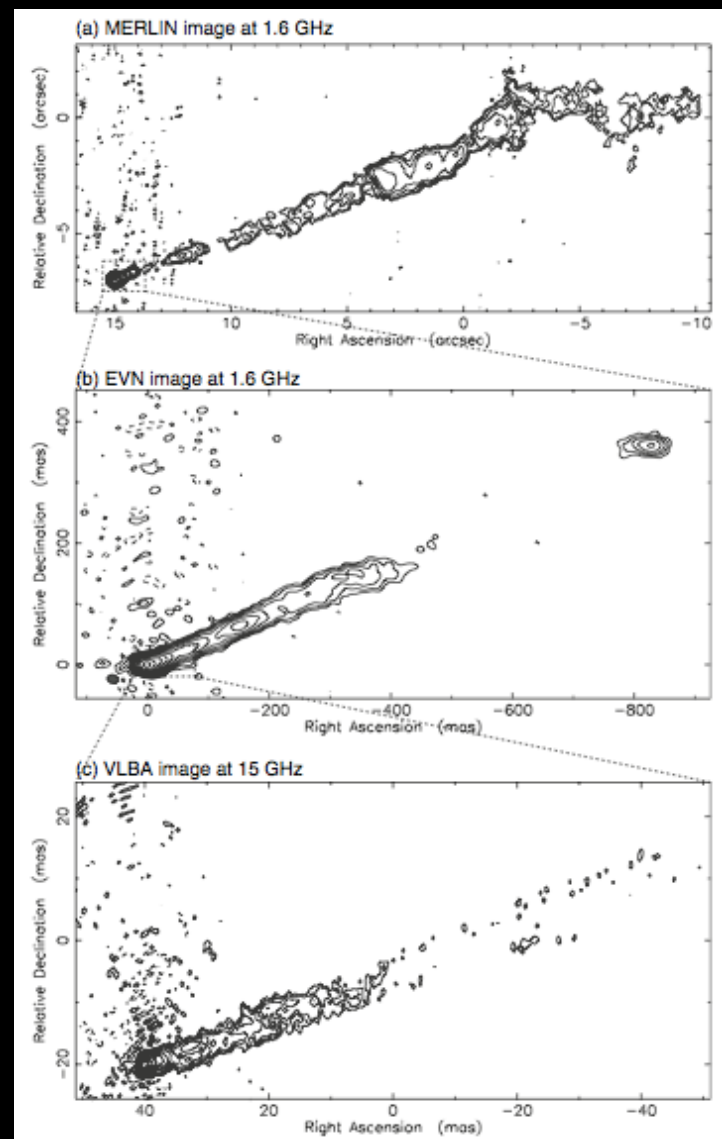 (a) MERLIN image at 1.6 GHz
Relative Declination (arcsec)
0
-5
15 10 5 0 -5 -10
Right Ascension (arcsec)
(b) EVN image at 1.6 GHz
Relative Declination (mas)
400
200
0
0 -200 -400 -600 -800
Right Ascension (mas)
(c) VLBA image at 15 GHz
Relative Declination (mas)
20
0
-20
40 20 0 -20 -40
Right Ascension (mas)